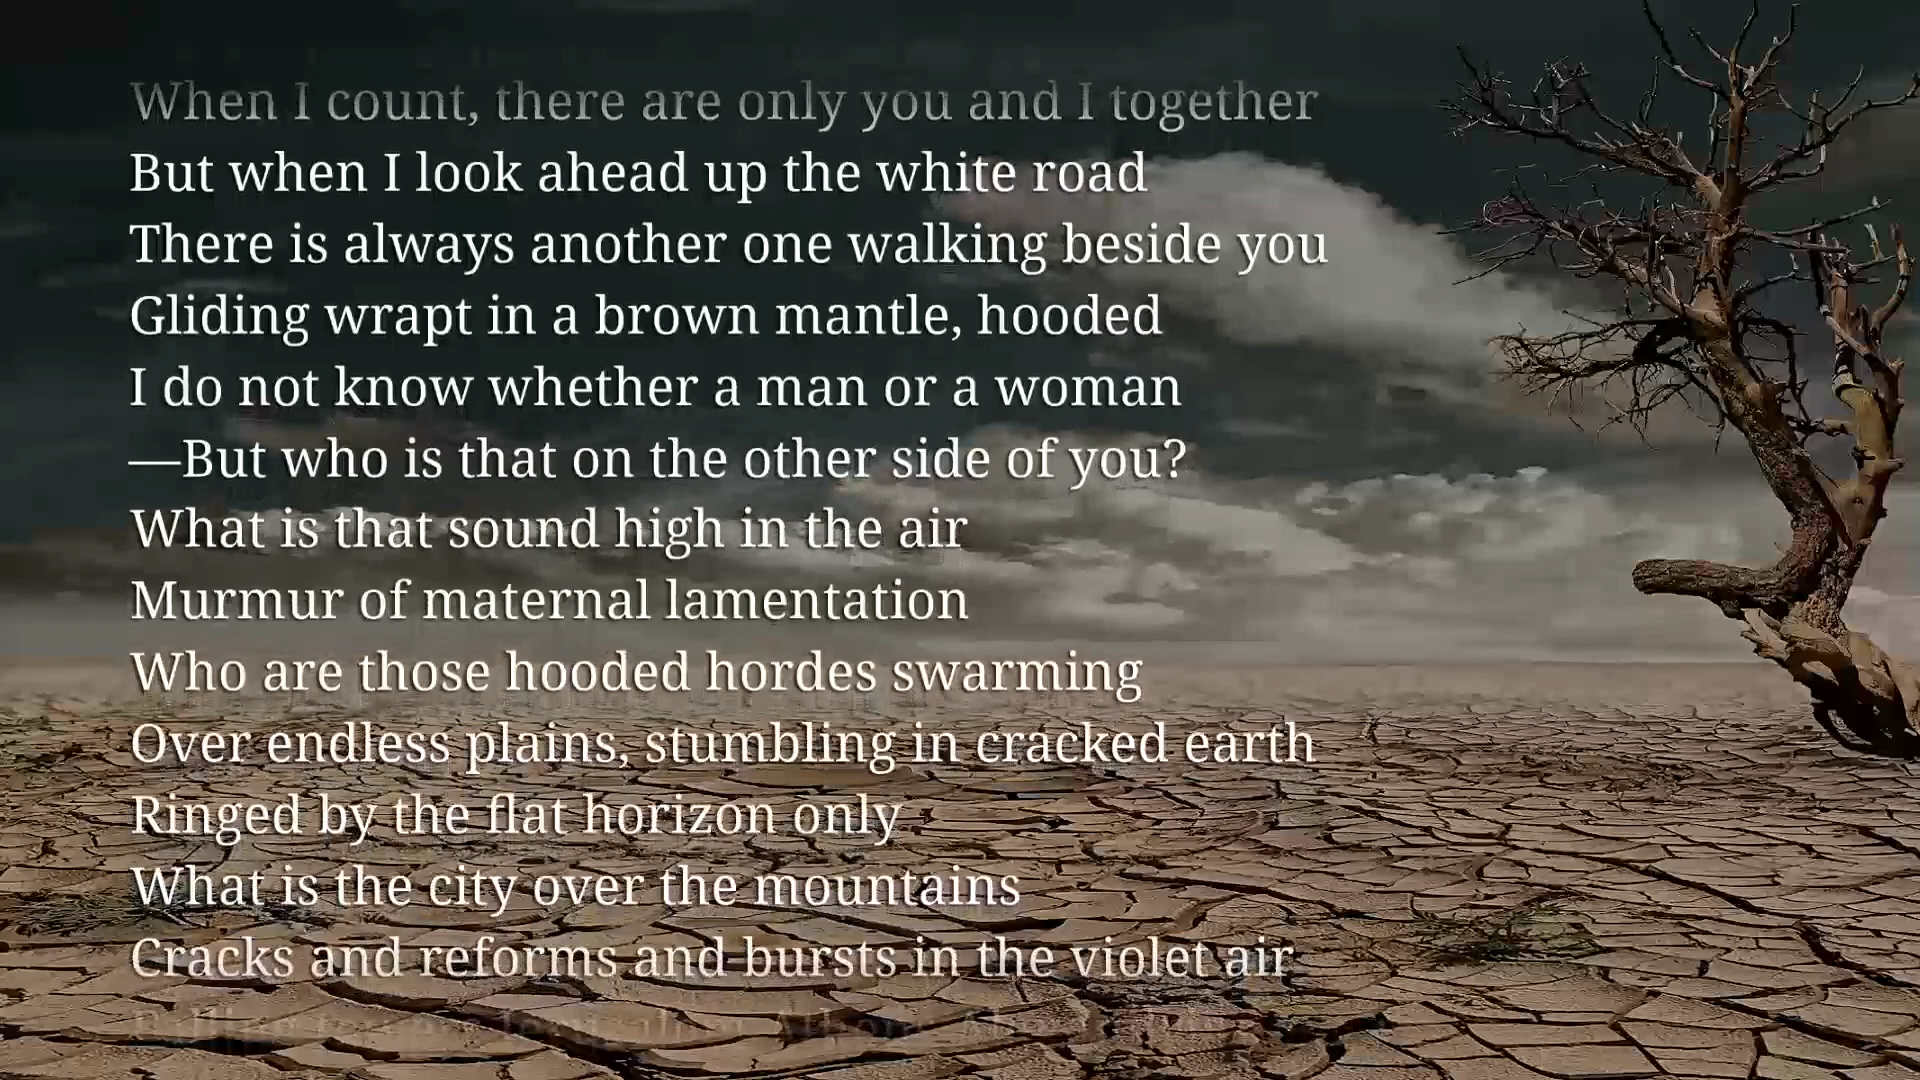 When I count, there are only you and I together
But when I look ahead up the white road
There is always another one walking beside you
Gliding wrapt in a brown mantle, hooded
I do not know whether a man or a woman
—But who is that on the other side of you?
What is that sound high in the air
Murmur of maternal lamentation
Who are those hooded hordes swarming
Over endless plains, stumbling in cracked earth
Ringed by the flat horizon only
What is the city over the mountains
Cracks and reforms and bursts in the violet air